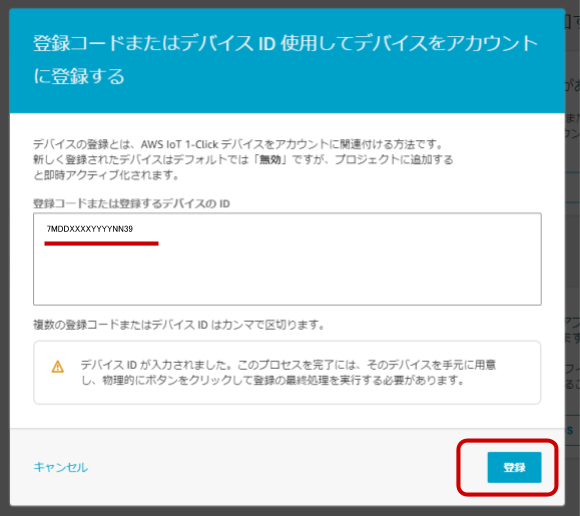 登録コードまたはデバイス ID 使用してデバイスをアカウント
に登録する
デバイスの登録とは、AWS IoT 1-Click デバイスをアカウントに関連付ける方法です。
新しく登録されたデバイスはデフォルトでは「無効」ですが、プロジェクトに追加する
と即時アクティブ化されます。
登録コードまたは登録するデバイスの ID
7MDDXXXXYYYYNN39
複数の登録コードまたはデバイス ID はカンマで区切ります。
デバイス ID が入力されました。このプロセスを完了には、そのデバイスを手元に用意
し、物理的にボタンをクリックして登録の最終処理を実行する必要があります。
キャンセル
登録